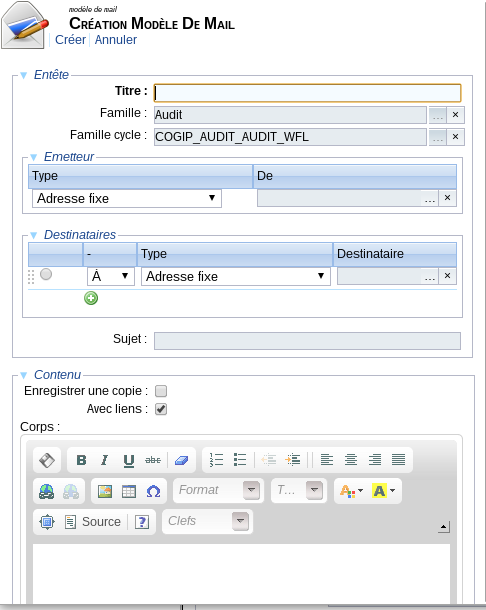 modèle de mail
Création Modèle De Mail
Créer Annuler
Entête
Titre :
Famille : Audit ... ×
Famille cycle : COGIP_AUDIT_AUDIT_WFL ... ×
Emetteur
Type De
Adresse fixe ... ×
Destinataires
- Type Destinataire
À Adresse fixe ... ×
Sujet :
Contenu
Enregistrer une copie :
Avec liens :
Corps :
B I U abc
Format T... A A
Source ? Clefs